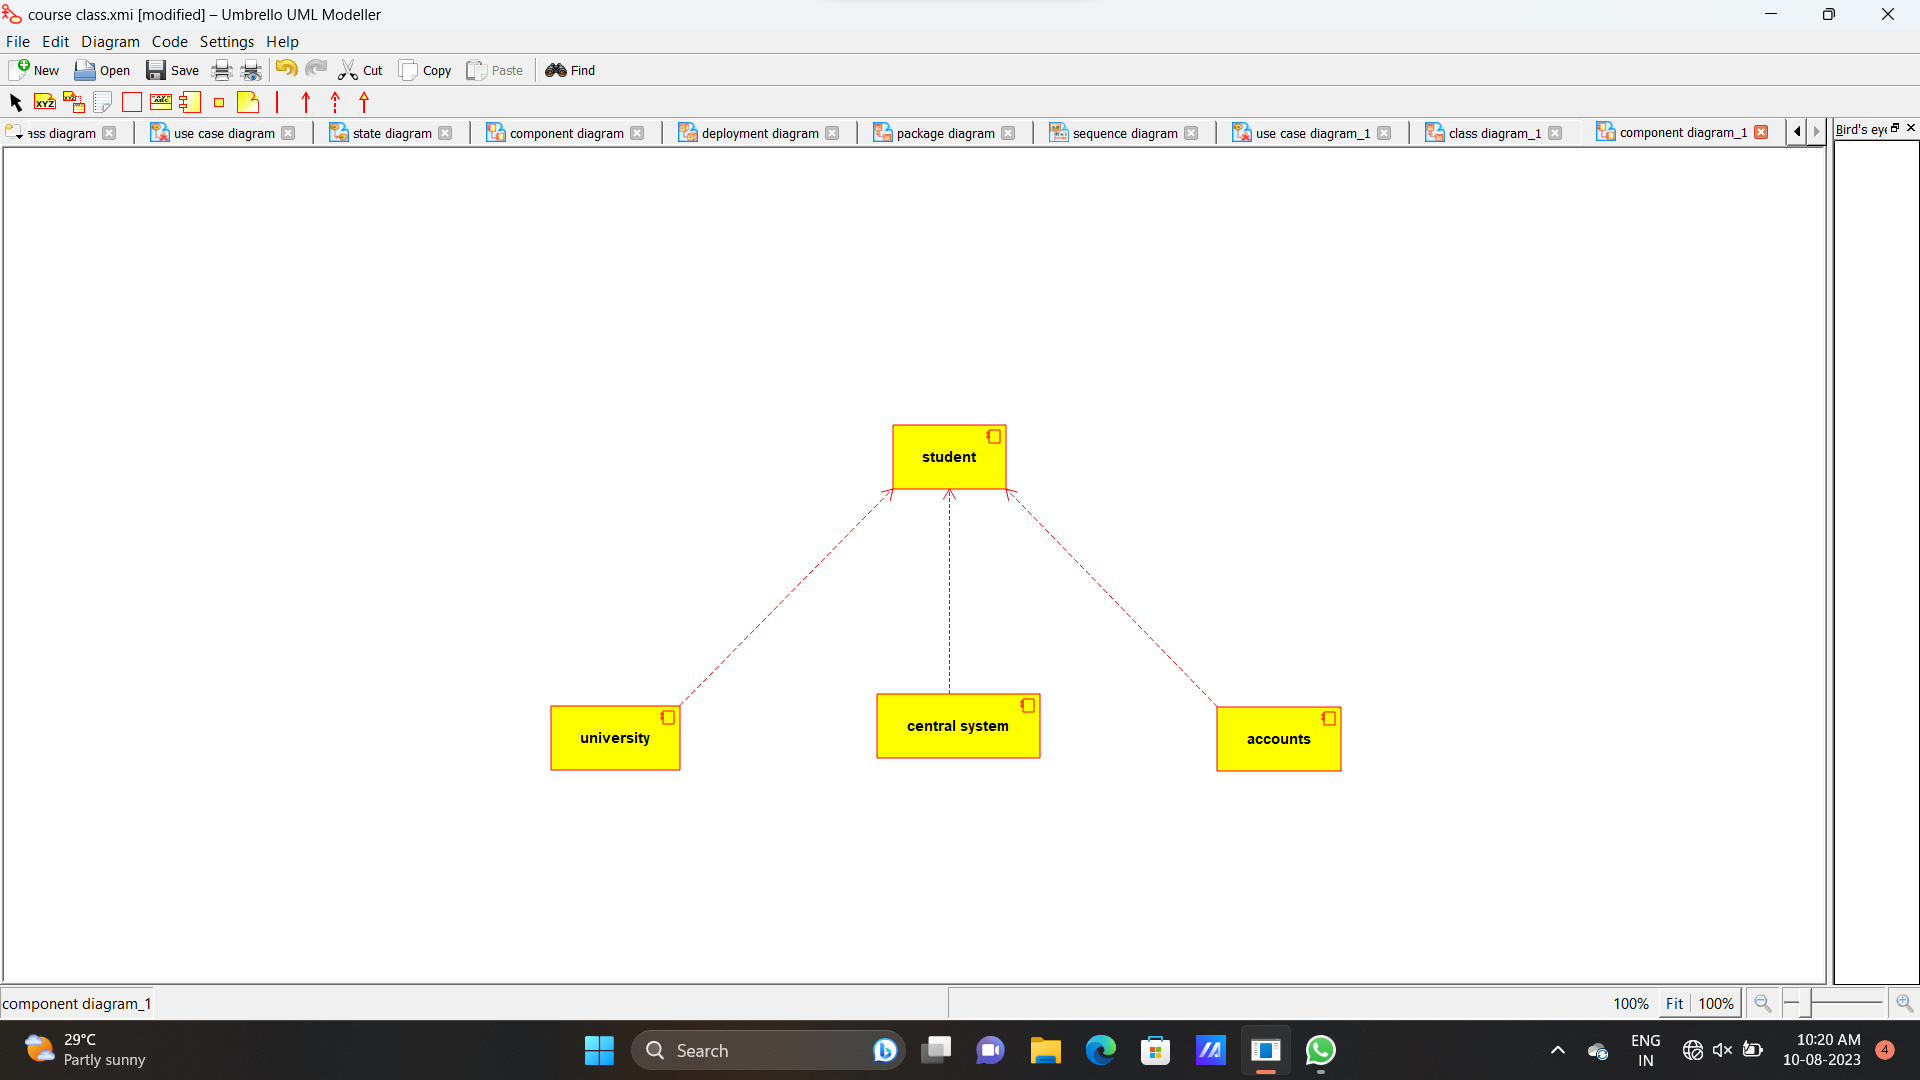 course class.xmi [modified] – Umbrello UML Modeller
File Edit Diagram Code Settings Help
New Open Save Cut Copy Paste Find
XYZ XYZ ABC
ass diagram use case diagram state diagram component diagram deployment diagram package diagram sequence diagram use case diagram_1 class diagram_1 component diagram_1 Bird's eye
student
university
central system
accounts
component diagram_1 100% Fit 100%
29°C
Partly sunny
Search
ENG
IN
10:20 AM
10-08-2023
4